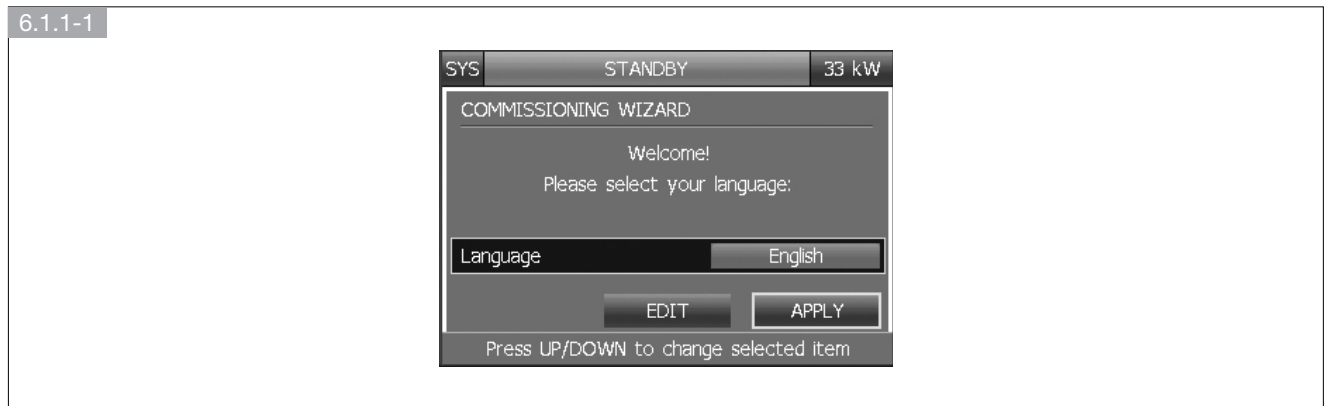 6.1.1-1
SYS STANDBY 33 kW
COMMISSIONING WIZARD
Welcome!
Please select your language:
Language English
EDIT APPLY
Press UP/DOWN to change selected item